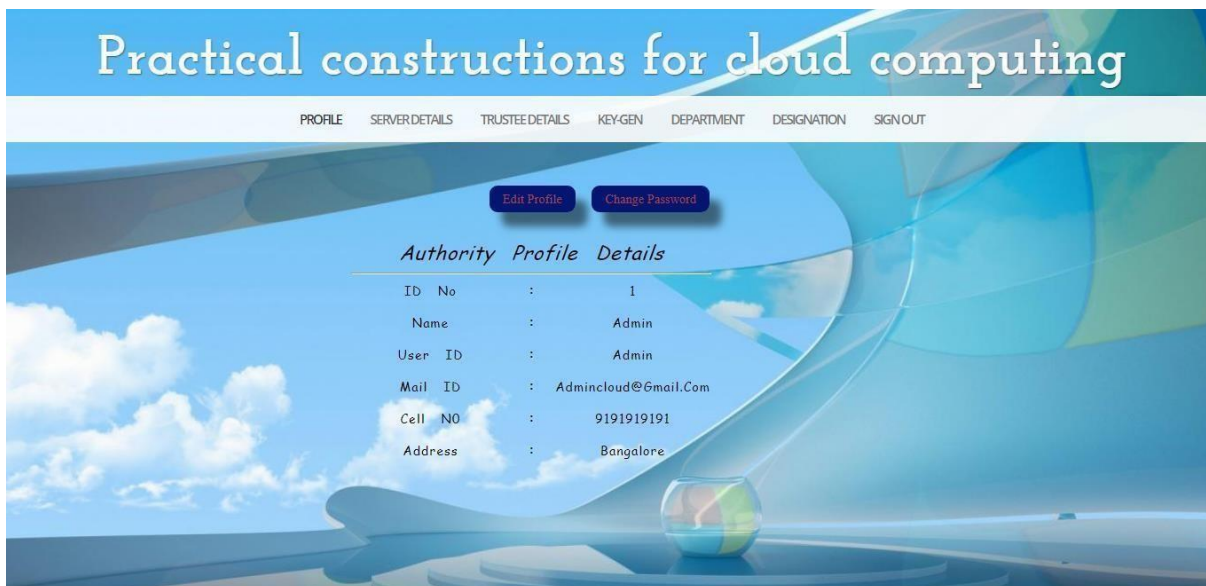 Practical constructions for cloud computing
PROFILE SERVER DETAILS TRUSTEE DETAILS KEY-GEN DEPARTMENT DESIGNATION SIGN OUT
Edit Profile Change Password
Authority Profile Details
ID No : 1
Name : Admin
User ID : Admin
Mail ID : Admincloud@Gmail.Com
Cell NO : 9191919191
Address : Bangalore